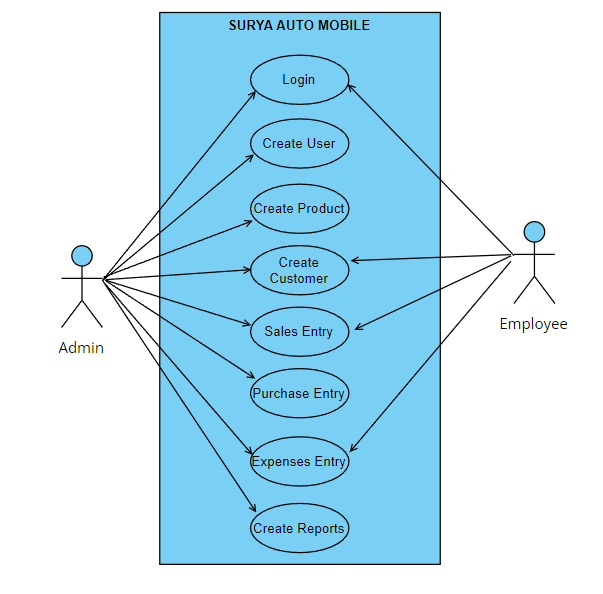 SURYA AUTO MOBILE
Login
Create User
Create Product
Create
Customer
Sales Entry
Purchase Entry
Expenses Entry
Create Reports
Admin
Employee